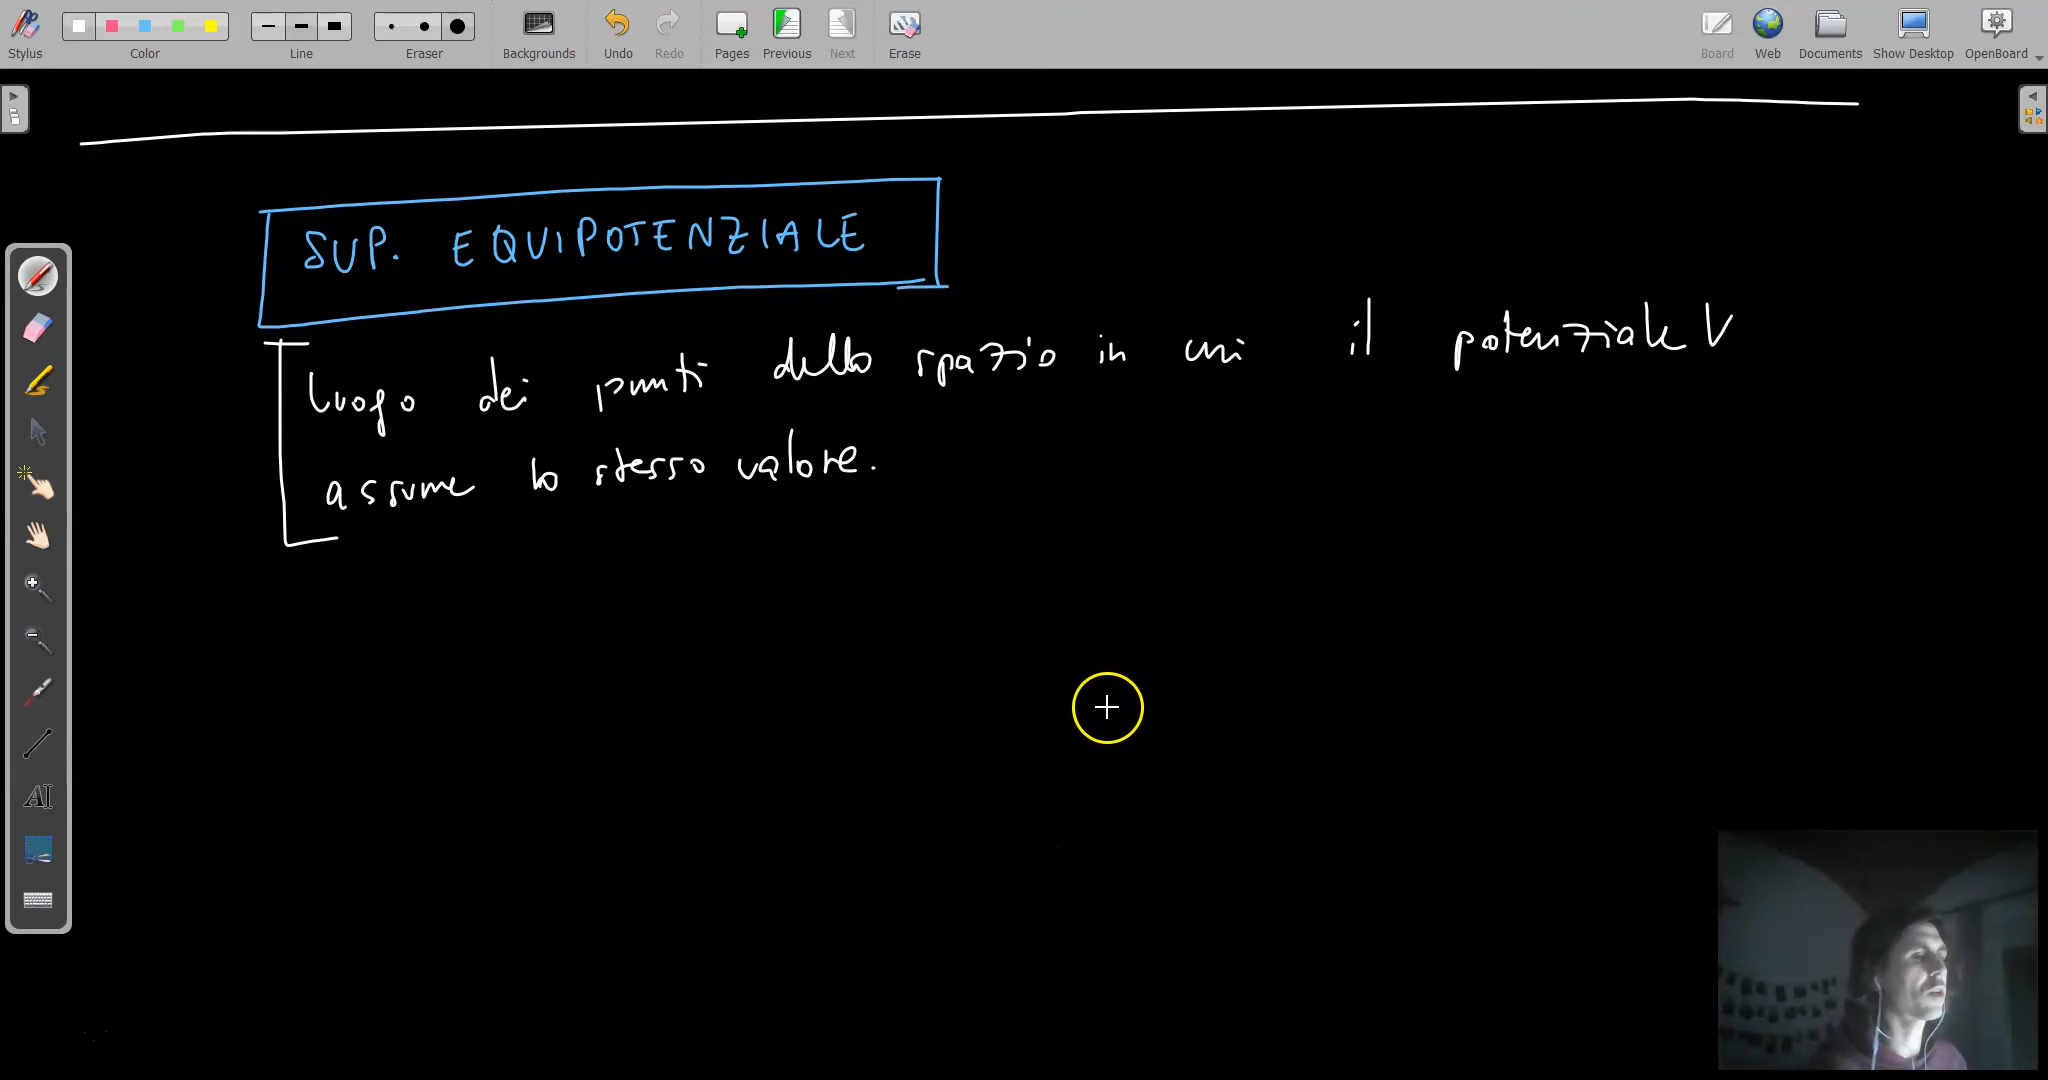 Stylus Color Line Eraser Backgrounds Undo Redo Pages Previous Next Erase Board Web Documents Show Desktop OpenBoard
SUP. EQUIPOTENZIALE
luogo dei punti dello spazio in cui il potenziale V
assume lo stesso valore.
AI